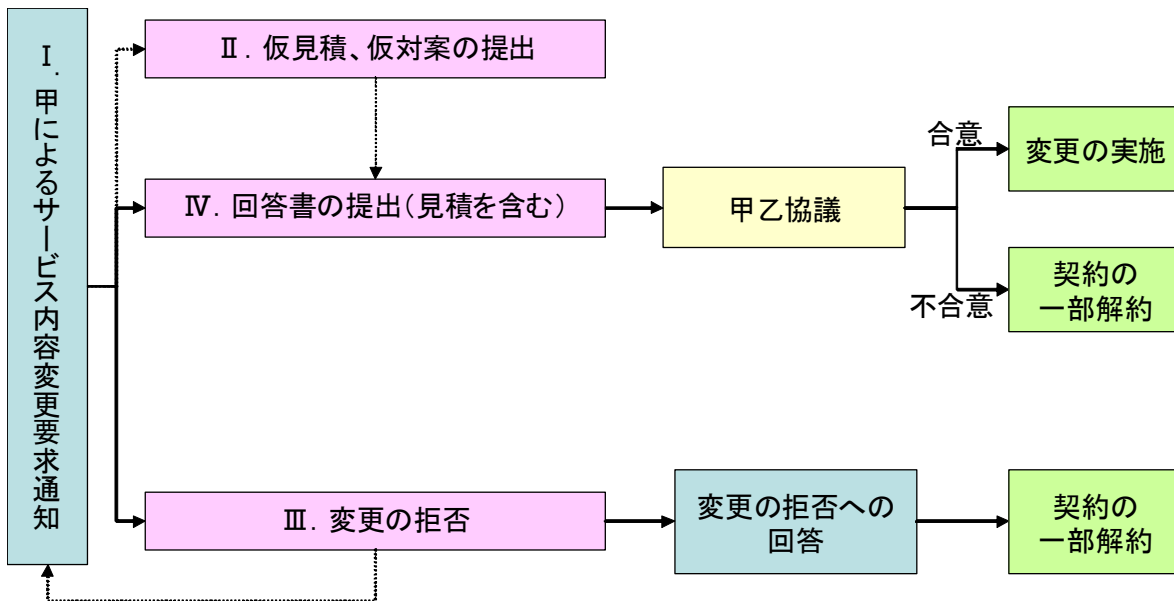 Ⅰ．甲によるサービス内容変更要求通知
Ⅱ．仮見積、仮対案の提出
Ⅳ．回答書の提出（見積を含む）
甲乙協議
合意
変更の実施
不合意
契約の
一部解約
Ⅲ．変更の拒否
変更の拒否への
回答
契約の
一部解約